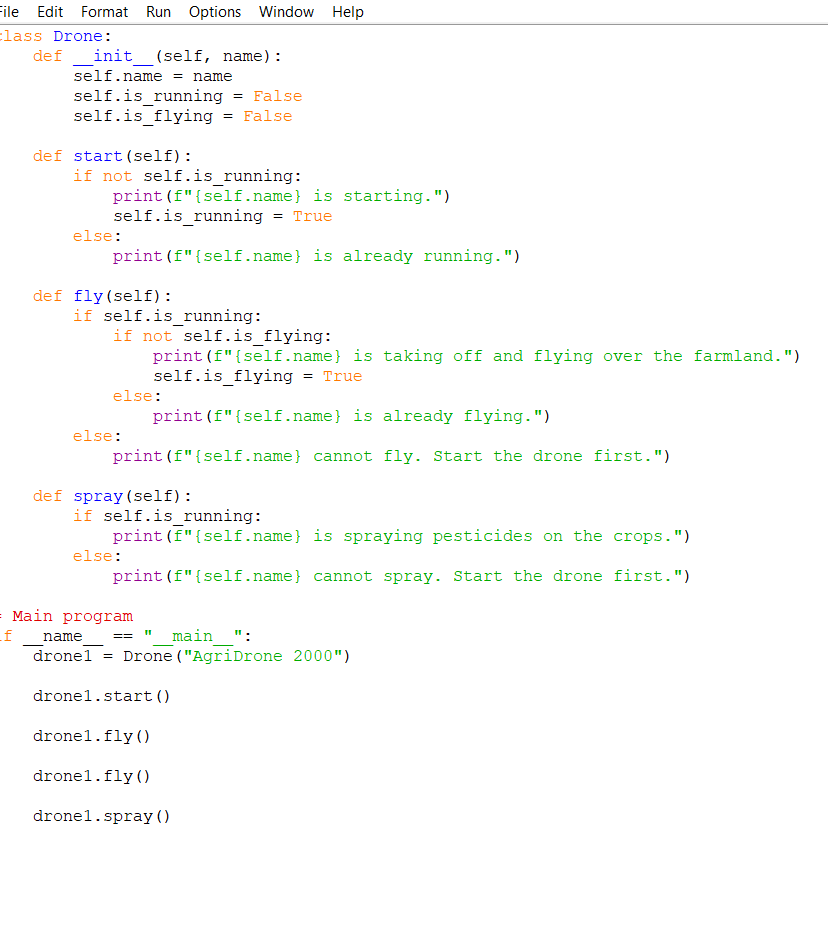 File Edit Format Run Options Window Help
class Drone:
    def __init__(self, name):
        self.name = name
        self.is_running = False
        self.is_flying = False

    def start(self):
        if not self.is_running:
            print(f"{self.name} is starting.")
            self.is_running = True
        else:
            print(f"{self.name} is already running.")

    def fly(self):
        if self.is_running:
            if not self.is_flying:
                print(f"{self.name} is taking off and flying over the farmland.")
                self.is_flying = True
            else:
                print(f"{self.name} is already flying.")
        else:
            print(f"{self.name} cannot fly. Start the drone first.")

    def spray(self):
        if self.is_running:
            print(f"{self.name} is spraying pesticides on the crops.")
        else:
            print(f"{self.name} cannot spray. Start the drone first.")

# Main program
if __name__ == "__main__":
    drone1 = Drone("AgriDrone 2000")

    drone1.start()

    drone1.fly()

    drone1.fly()

    drone1.spray()